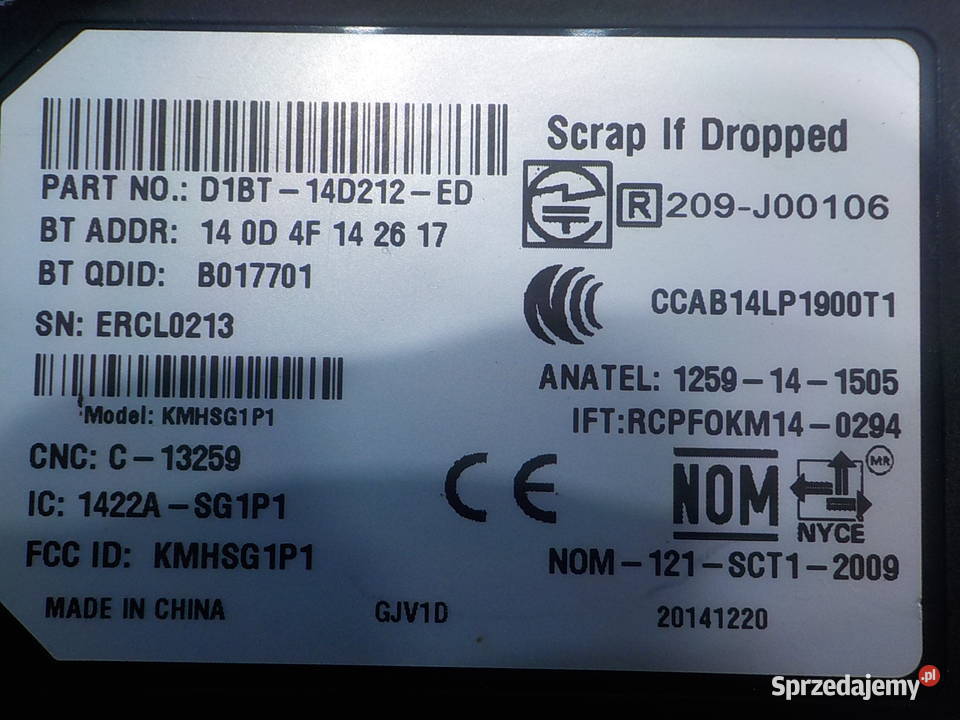 Scrap If Dropped
PART NO.: D1BT-14D212-ED
R 209-J00106
BT ADDR: 14 0D 4F 14 26 17
BT QDID: B017701
CCAB14LP1900T1
SN: ERCL0213
ANATEL: 1259-14-1505
Model: KMHSG1P1
IFT:RCPFOKM14-0294
CNC: C-13259
CE
NOM
MR
NYCE
IC: 1422A-SG1P1
FCC ID: KMHSG1P1
NOM-121-SCT1-2009
MADE IN CHINA
GJV1D
20141220
Sprzedajemy.pl